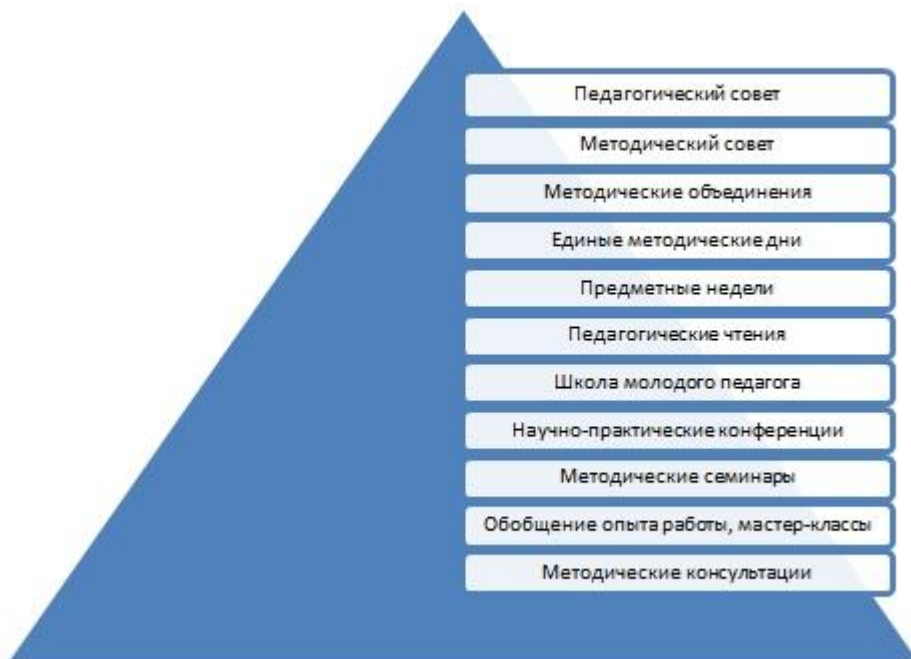 Педагогический совет
Методический совет
Методические объединения
Единые методические дни
Предметные недели
Педагогические чтения
Школа молодого педагога
Научно-практические конференции
Методические семинары
Обобщение опыта работы, мастер-классы
Методические консультации